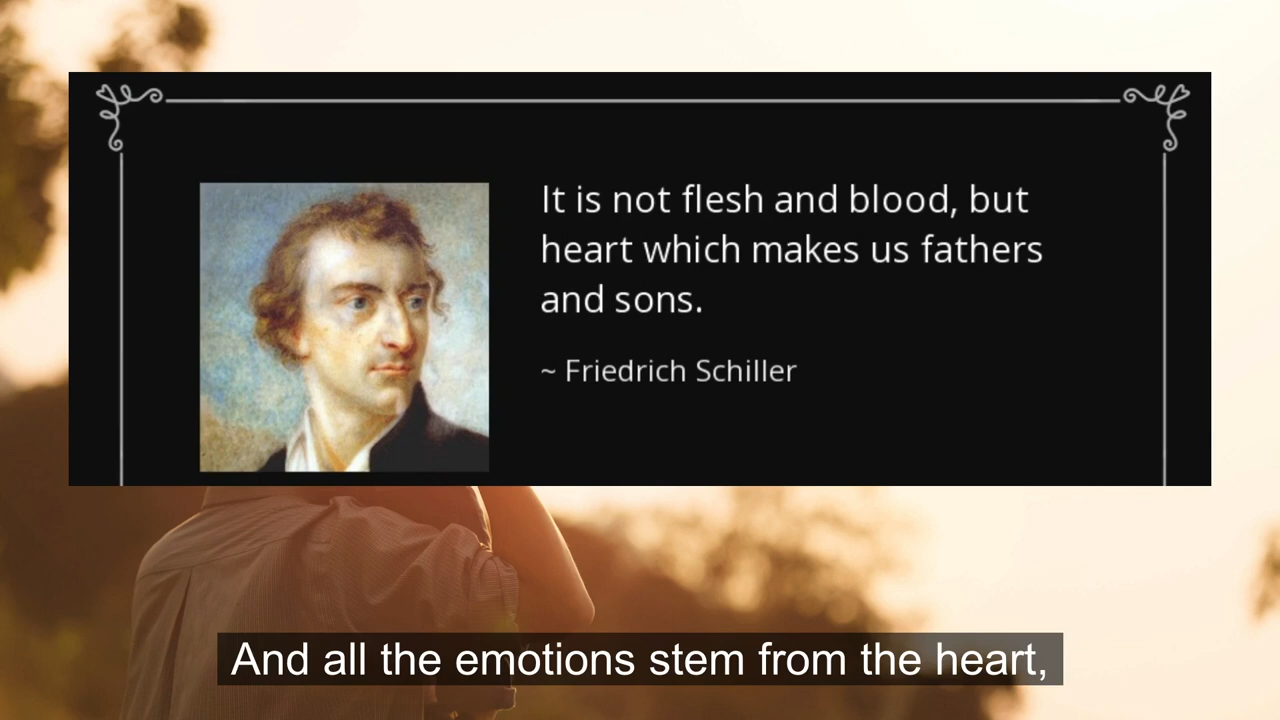 It is not flesh and blood, but
heart which makes us fathers
and sons.
~ Friedrich Schiller
And all the emotions stem from the heart,